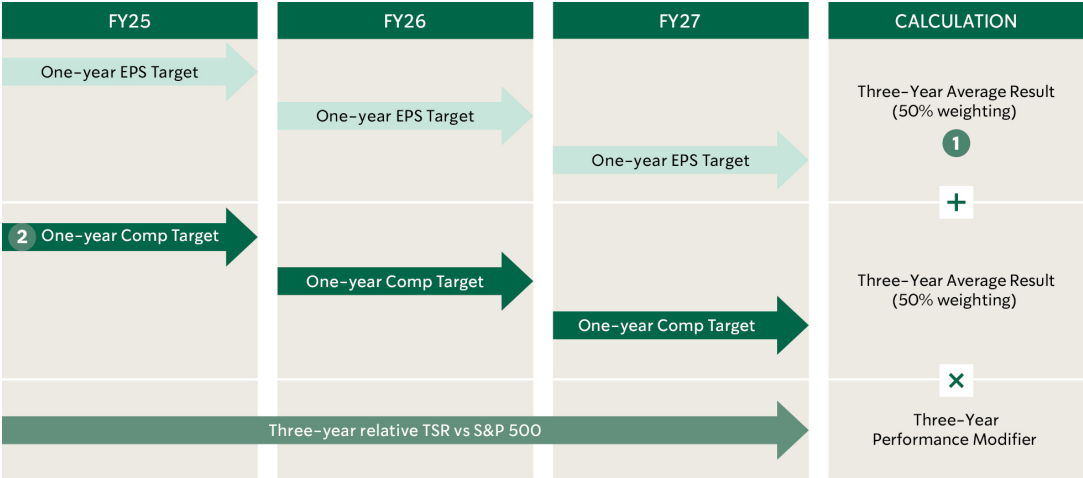 FY25
FY26
FY27
CALCULATION
One-year EPS Target
One-year EPS Target
One-year EPS Target
Three-Year Average Result
(50% weighting)
1
+
2 One-year Comp Target
One-year Comp Target
One-year Comp Target
Three-Year Average Result
(50% weighting)
×
Three-year relative TSR vs S&P 500
Three-Year
Performance Modifier